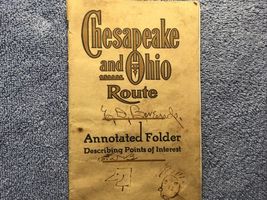 Chesapeake
and Ohio
Route
Annotated Folder
Describing Points of Interest